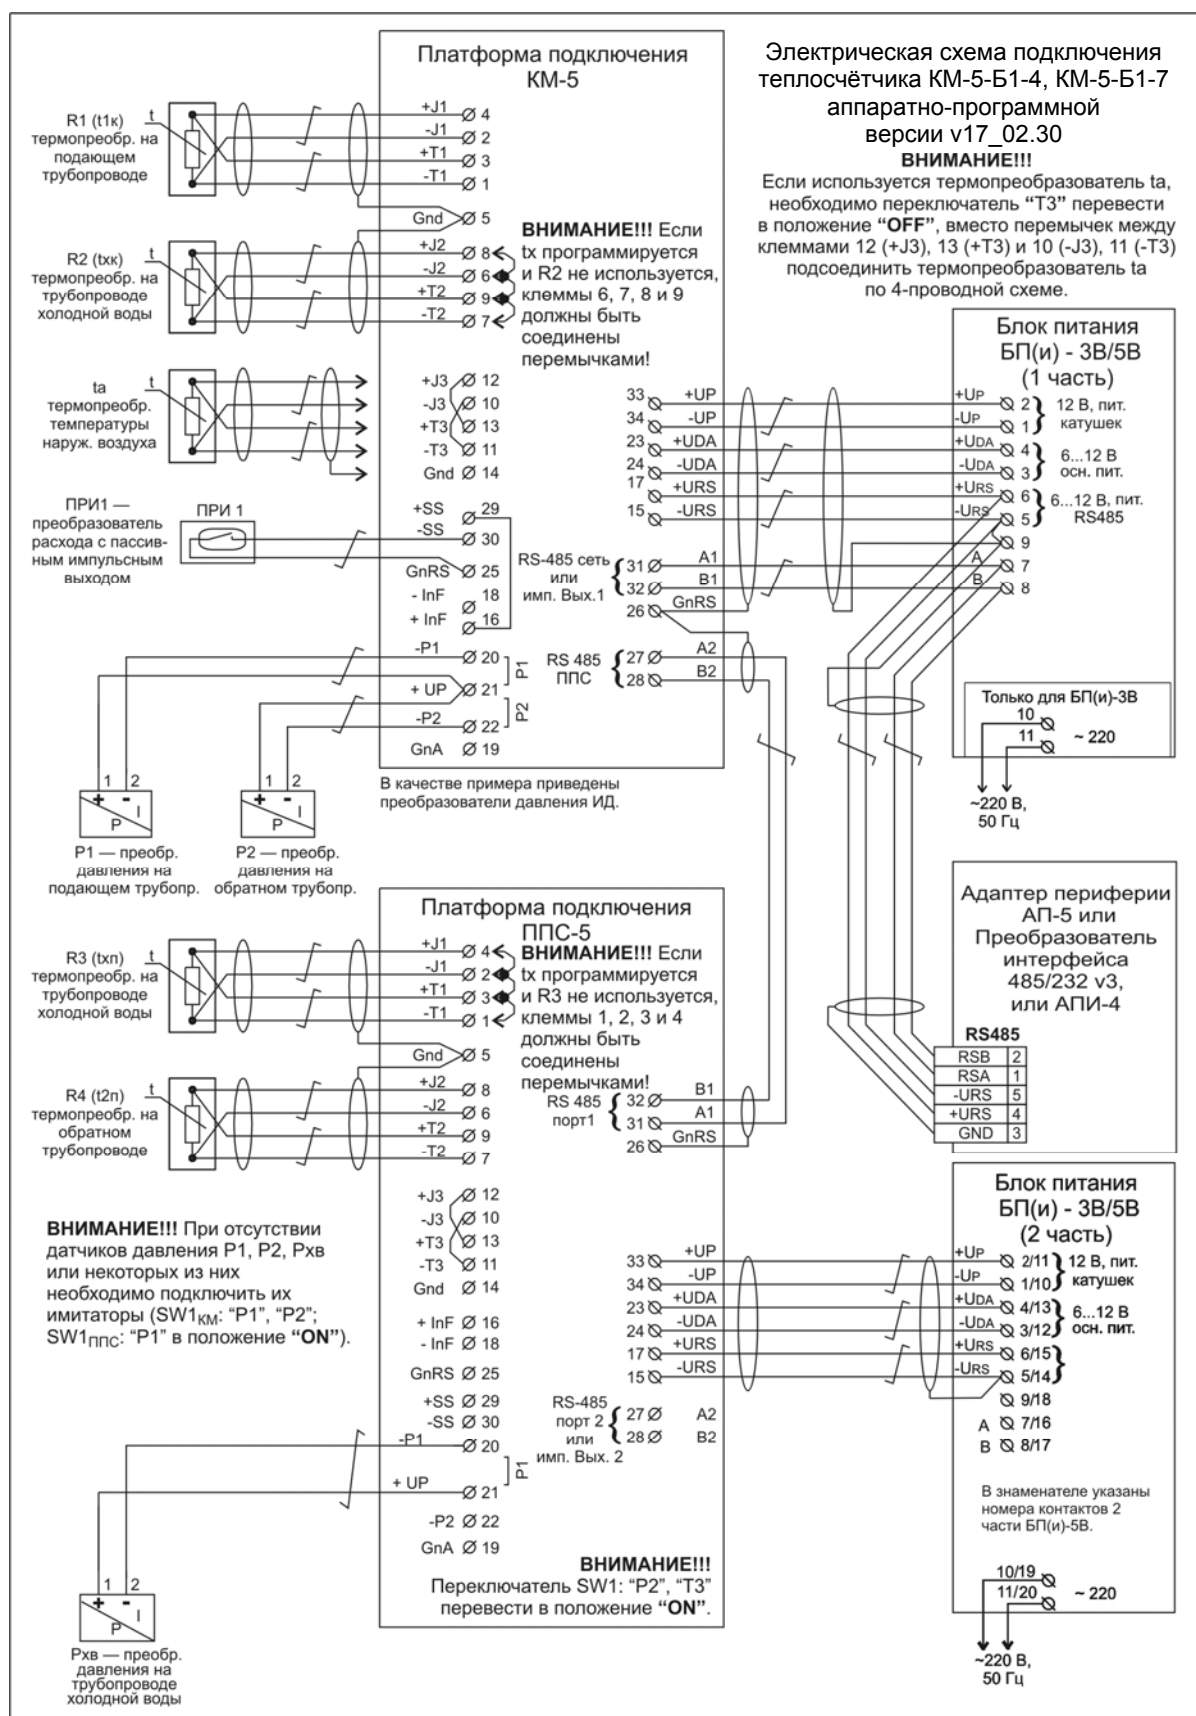 Электрическая схема подключения
теплосчётчика КМ-5-Б1-4, КМ-5-Б1-7
аппаратно-программной
версии v17_02.30
ВНИМАНИЕ!!!
Если используется термопреобразователь ta,
необходимо переключатель “Т3” перевести
в положение “OFF”, вместо перемычек между
клеммами 12 (+J3), 13 (+T3) и 10 (-J3), 11 (-T3)
подсоединить термопреобразователь ta
по 4-проводной схеме.
Платформа подключения
КМ-5
R1 (t1к)
термопреобр. на
подающем
трубопроводе
t
+J1 4
-J1 2
+T1 3
-T1 1
Gnd 5
R2 (txк)
термопреобр. на
трубопроводе
холодной воды
t
+J2 8
-J2 6
+T2 9
-T2 7
ВНИМАНИЕ!!! Если
tx программируется
и R2 не используется,
клеммы 6, 7, 8 и 9
должны быть
соединены
перемычками!
ta
термопреобр.
температуры
наруж. воздуха
t
+J3 12
-J3 10
+T3 13
-T3 11
Gnd 14
ПРИ1 —
преобразователь
расхода с пассив-
ным импульсным
выходом
ПРИ 1
+SS 29
-SS 30
GnRS 25
- InF 18
+ InF 16
-P1 20
+ UP 21
-P2 22
GnA 19
P1
P2
33 +UP
34 -UP
23 +UDA
24 -UDA
17 +URS
15 -URS
RS-485 сеть
или
имп. Вых.1
31 A1
32 B1
26 GnRS
RS 485
ППС
27 A2
28 B2
Блок питания
БП(и) - 3В/5В
(1 часть)
+UP 2
-UP 1
12 В, пит.
катушек
+UDA 4
-UDA 3
6...12 В
осн. пит.
+URS 6
-URS 5
6...12 В, пит.
RS485
9
A 7
B 8
Только для БП(и)-3В
10
11
~ 220
~220 В,
50 Гц
В качестве примера приведены
преобразователи давления ИД.
1 2
+ -
I
P
P1 — преобр.
давления на
подающем трубопр.
1 2
+ -
I
P
P2 — преобр.
давления на
обратном трубопр.
Адаптер периферии
АП-5 или
Преобразователь
интерфейса
485/232 v3,
или АПИ-4
RS485
RSB 2
RSA 1
-URS 5
+URS 4
GND 3
Платформа подключения
ППС-5
R3 (txп)
термопреобр. на
трубопроводе
холодной воды
t
+J1 4
-J1 2
+T1 3
-T1 1
Gnd 5
ВНИМАНИЕ!!! Если
tx программируется
и R3 не используется,
клеммы 1, 2, 3 и 4
должны быть
соединены
перемычками!
R4 (t2п)
термопреобр. на
обратном
трубопроводе
t
+J2 8
-J2 6
+T2 9
-T2 7
RS 485
порт1
32 B1
31 A1
26 GnRS
+J3 12
-J3 10
+T3 13
-T3 11
Gnd 14
+ InF 16
- InF 18
GnRS 25
+SS 29
-SS 30
-P1 20
+ UP 21
-P2 22
GnA 19
P1
33 +UP
34 -UP
23 +UDA
24 -UDA
17 +URS
15 -URS
RS-485
порт 2
или
имп. Вых. 2
27 A2
28 B2
ВНИМАНИЕ!!! При отсутствии
датчиков давления P1, P2, Рхв
или некоторых из них
необходимо подключить их
имитаторы (SW1КМ: “P1”, “P2”;
SW1ППС: “P1” в положение “ON”).
ВНИМАНИЕ!!!
Переключатель SW1: “P2”, “T3”
перевести в положение “ON”.
1 2
+ -
I
P
Рхв — преобр.
давления на
трубопроводе
холодной воды
Блок питания
БП(и) - 3В/5В
(2 часть)
+UP 2/11
-UP 1/10
12 В, пит.
катушек
+UDA 4/13
-UDA 3/12
6...12 В
осн. пит.
+URS 6/15
-URS 5/14
9/18
A 7/16
B 8/17
В знаменателе указаны
номера контактов 2
части БП(и)-5В.
10/19
11/20
~ 220
~220 В,
50 Гц